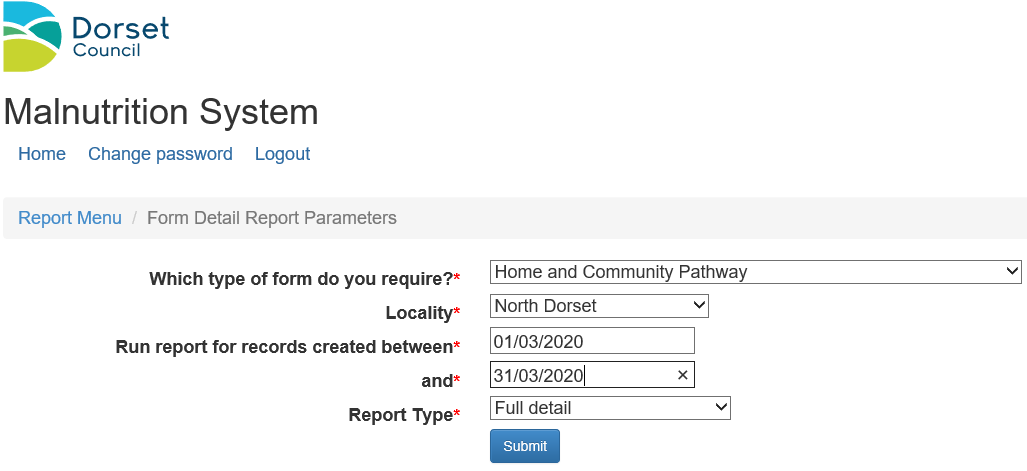 Dorset
Council
Malnutrition System
Home Change password Logout
Report Menu / Form Detail Report Parameters
Which type of form do you require?* Home and Community Pathway
Locality* North Dorset
Run report for records created between* 01/03/2020
and* 31/03/2020 ×
Report Type* Full detail
Submit